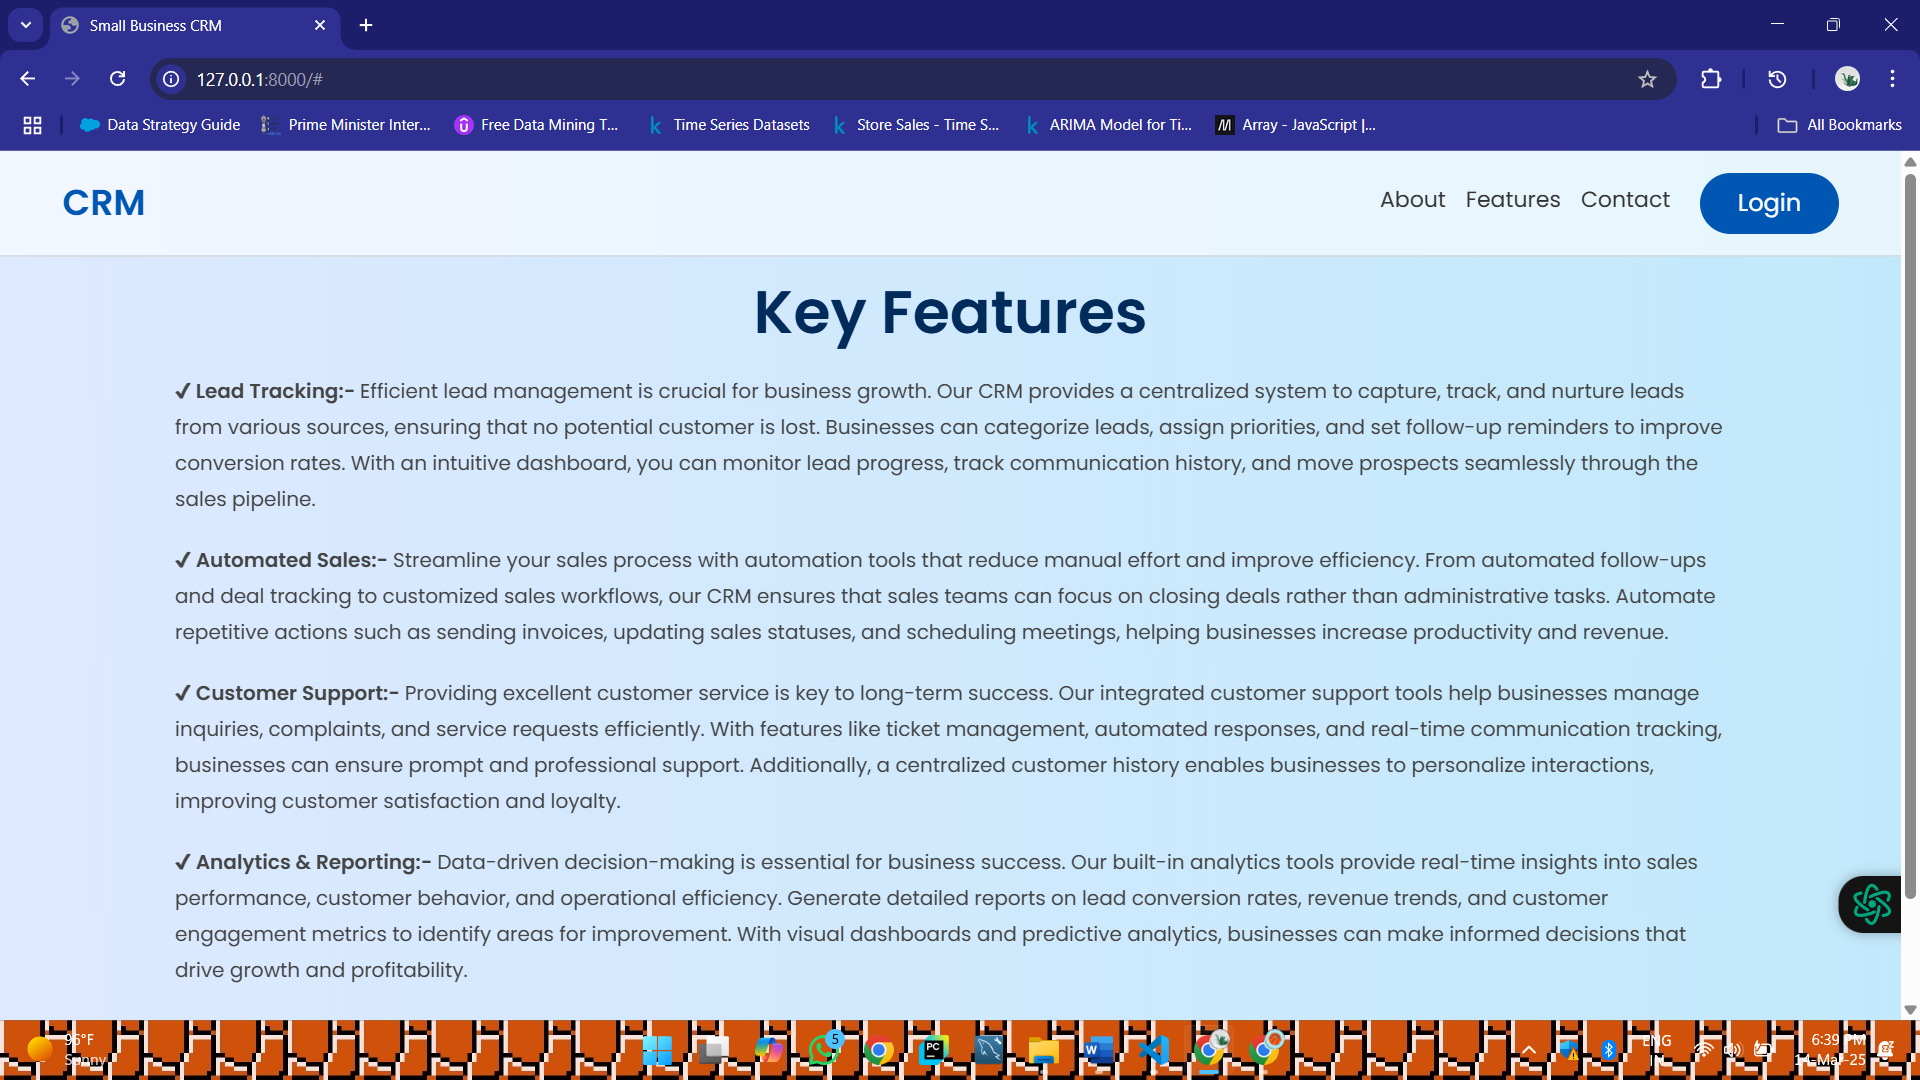 Small Business CRM
127.0.0.1:8000/#
Data Strategy Guide
Prime Minister Inter...
Free Data Mining T...
Time Series Datasets
Store Sales - Time S...
ARIMA Model for Ti...
Array - JavaScript |...
All Bookmarks
CRM
About
Features
Contact
Login
Key Features
✔ Lead Tracking:- Efficient lead management is crucial for business growth. Our CRM provides a centralized system to capture, track, and nurture leads
from various sources, ensuring that no potential customer is lost. Businesses can categorize leads, assign priorities, and set follow-up reminders to improve
conversion rates. With an intuitive dashboard, you can monitor lead progress, track communication history, and move prospects seamlessly through the
sales pipeline.
✔ Automated Sales:- Streamline your sales process with automation tools that reduce manual effort and improve efficiency. From automated follow-ups
and deal tracking to customized sales workflows, our CRM ensures that sales teams can focus on closing deals rather than administrative tasks. Automate
repetitive actions such as sending invoices, updating sales statuses, and scheduling meetings, helping businesses increase productivity and revenue.
✔ Customer Support:- Providing excellent customer service is key to long-term success. Our integrated customer support tools help businesses manage
inquiries, complaints, and service requests efficiently. With features like ticket management, automated responses, and real-time communication tracking,
businesses can ensure prompt and professional support. Additionally, a centralized customer history enables businesses to personalize interactions,
improving customer satisfaction and loyalty.
✔ Analytics & Reporting:- Data-driven decision-making is essential for business success. Our built-in analytics tools provide real-time insights into sales
performance, customer behavior, and operational efficiency. Generate detailed reports on lead conversion rates, revenue trends, and customer
engagement metrics to identify areas for improvement. With visual dashboards and predictive analytics, businesses can make informed decisions that
drive growth and profitability.
96°F
Sunny
5
PC
W
ENG
6:39 PM
14-Mar-25